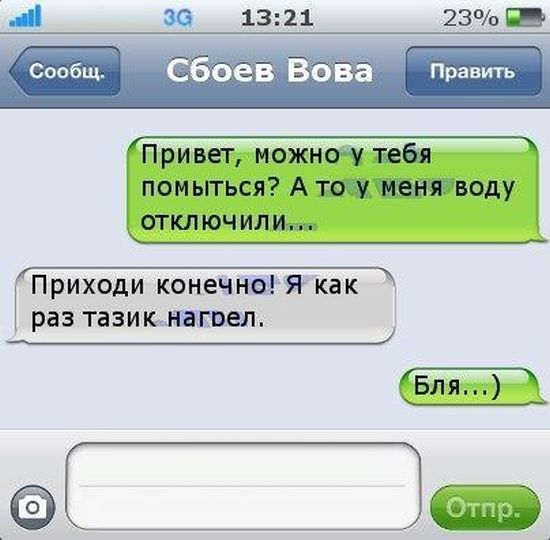 3G 13:21 23%
Сообщ. Сбоев Вова Править
Привет, можно у тебя
помыться? А то у меня воду
отключили...
Приходи конечно! Я как
раз тазик нагрел.
Бля...)
Отпр.